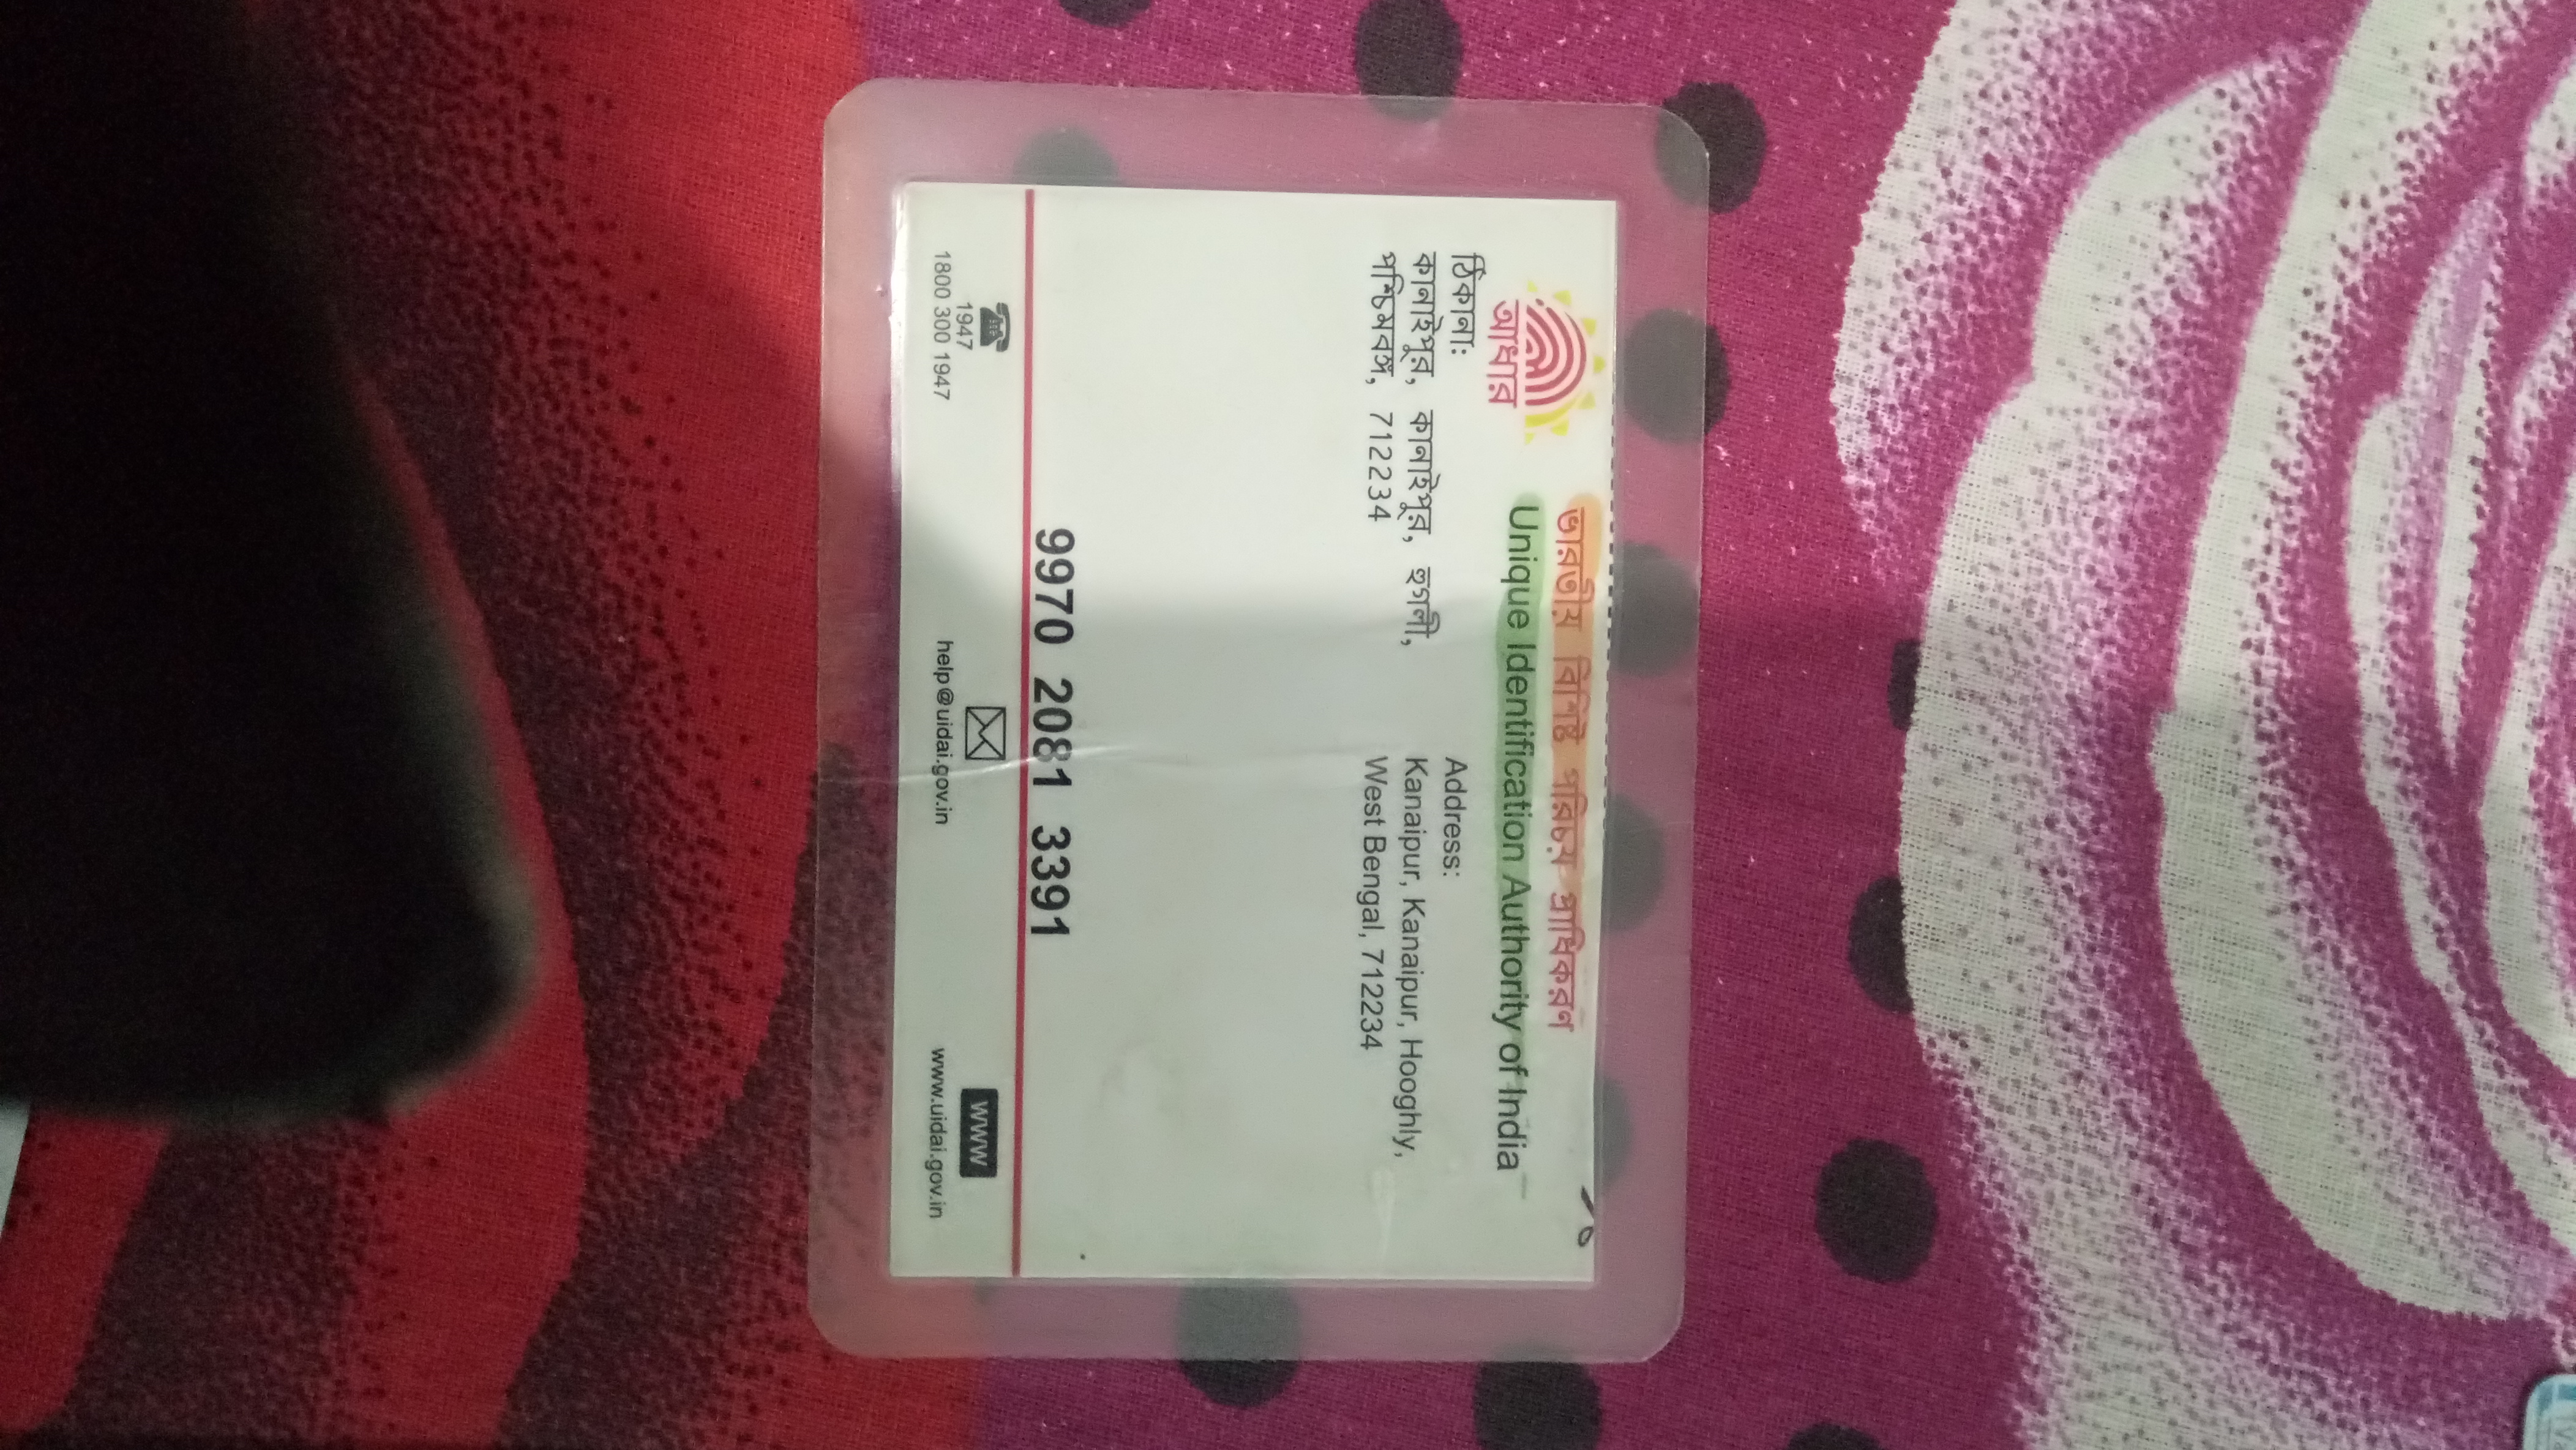 ভারতীয় বিশিষ্ট পরিচয় প্রাধিকরণ
Unique Identification Authority of India
আধার
ঠিকানা:
কানাইপুর, কানাইপুর, হুগলী,
পশ্চিমবঙ্গ, 712234
Address:
Kanaipur, Kanaipur, Hooghly,
West Bengal, 712234
9970 2081 3391
1947
1800 300 1947
help@uidai.gov.in
WWW
www.uidai.gov.in